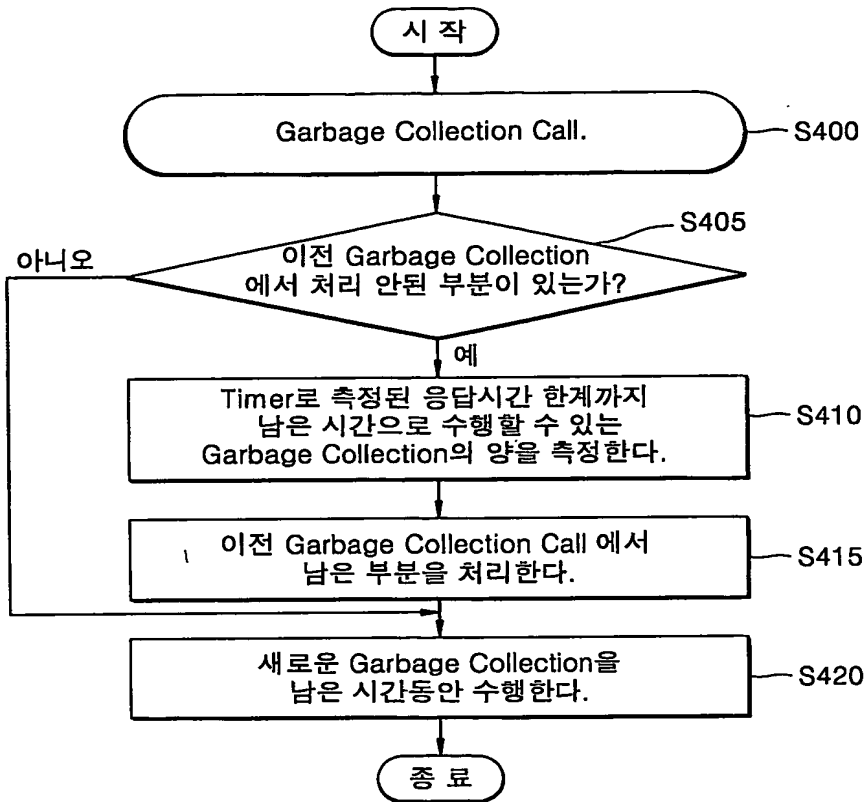 시 작
Garbage Collection Call.
S400
S405
이전 Garbage Collection
에서 처리 안된 부분이 있는가?
아니오
예
Timer로 측정된 응답시간 한계까지
남은 시간으로 수행할 수 있는
Garbage Collection의 양을 측정한다.
S410
이전 Garbage Collection Call 에서
남은 부분을 처리한다.
S415
새로운 Garbage Collection을
남은 시간동안 수행한다.
S420
종 료